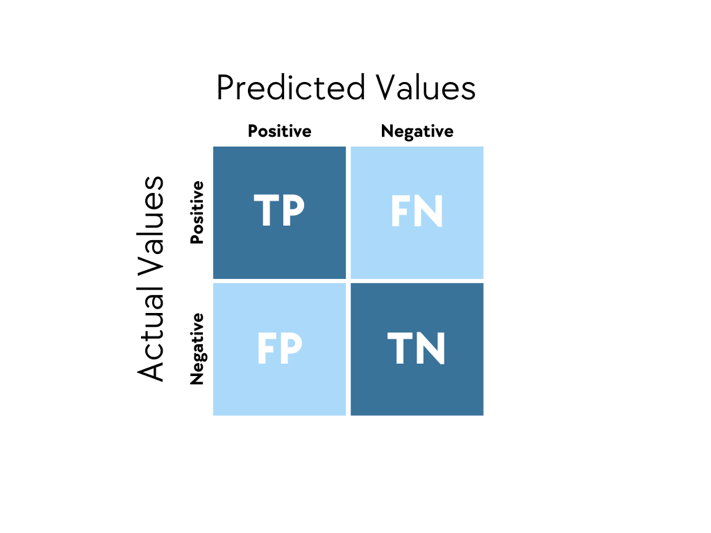 Predicted Values
Positive Negative
Actual Values
Positive
TP FN
Negative
FP TN